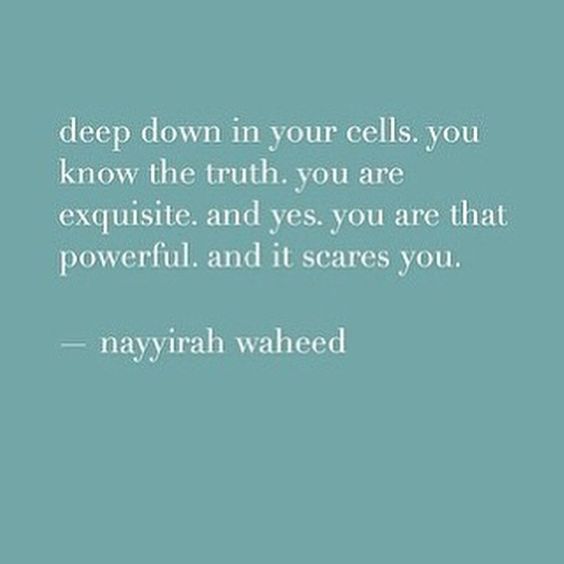 deep down in your cells. you
know the truth. you are
exquisite. and yes. you are that
powerful. and it scares you.
— nayyirah waheed